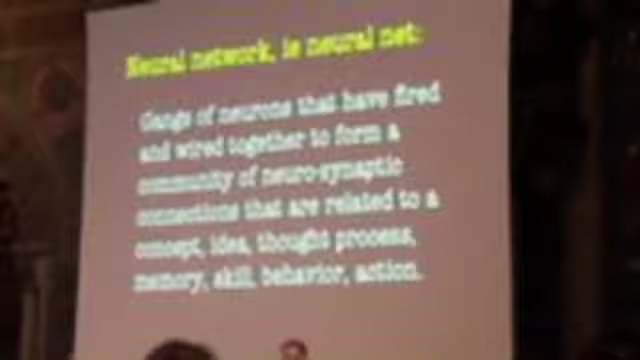 Neural network, ie neural net:
Gangs of neurons that have fired
and wired together to form a
community of neuro-synaptic
connections that are related to a
concept, idea, thought process,
memory, skill, behavior, action.